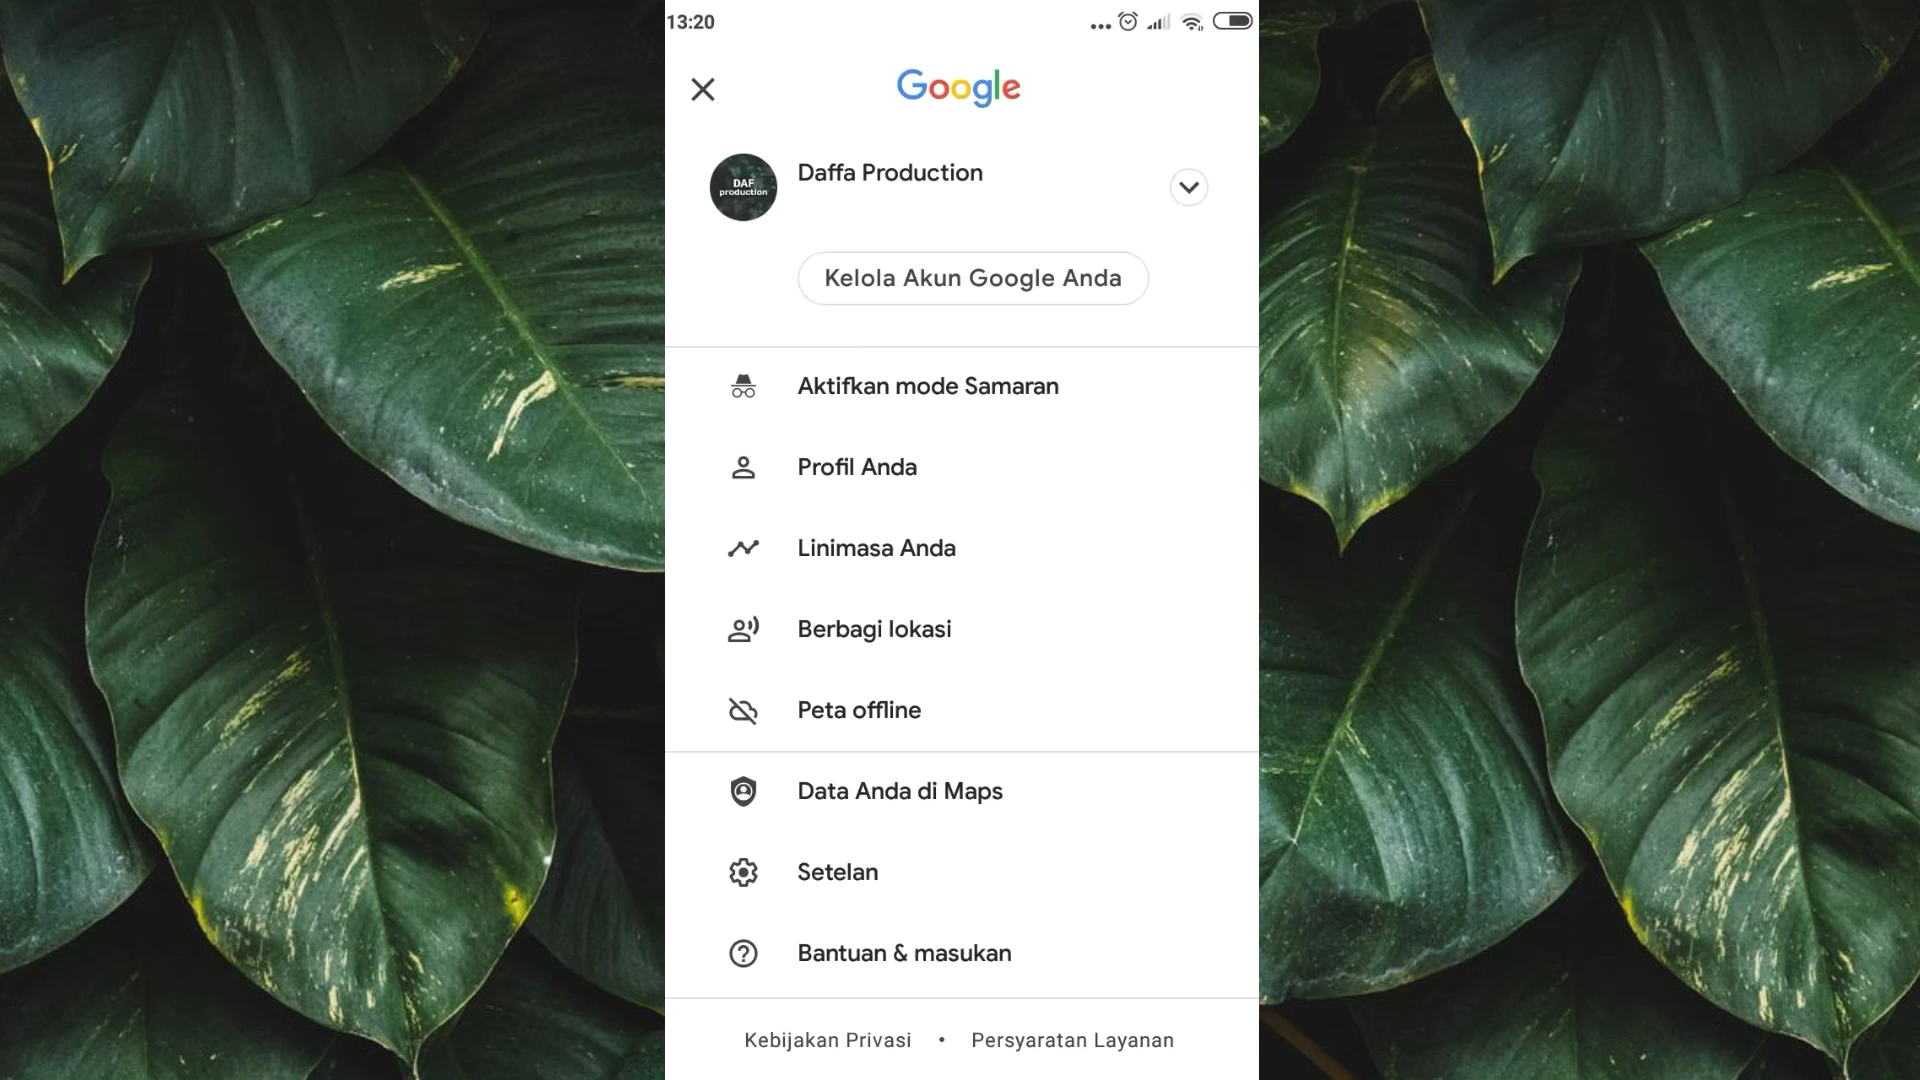 13:20
Google
DAF
production
Daffa Production
Kelola Akun Google Anda
Aktifkan mode Samaran
Profil Anda
Linimasa Anda
Berbagi lokasi
Peta offline
Data Anda di Maps
Setelan
Bantuan & masukan
Kebijakan Privasi • Persyaratan Layanan